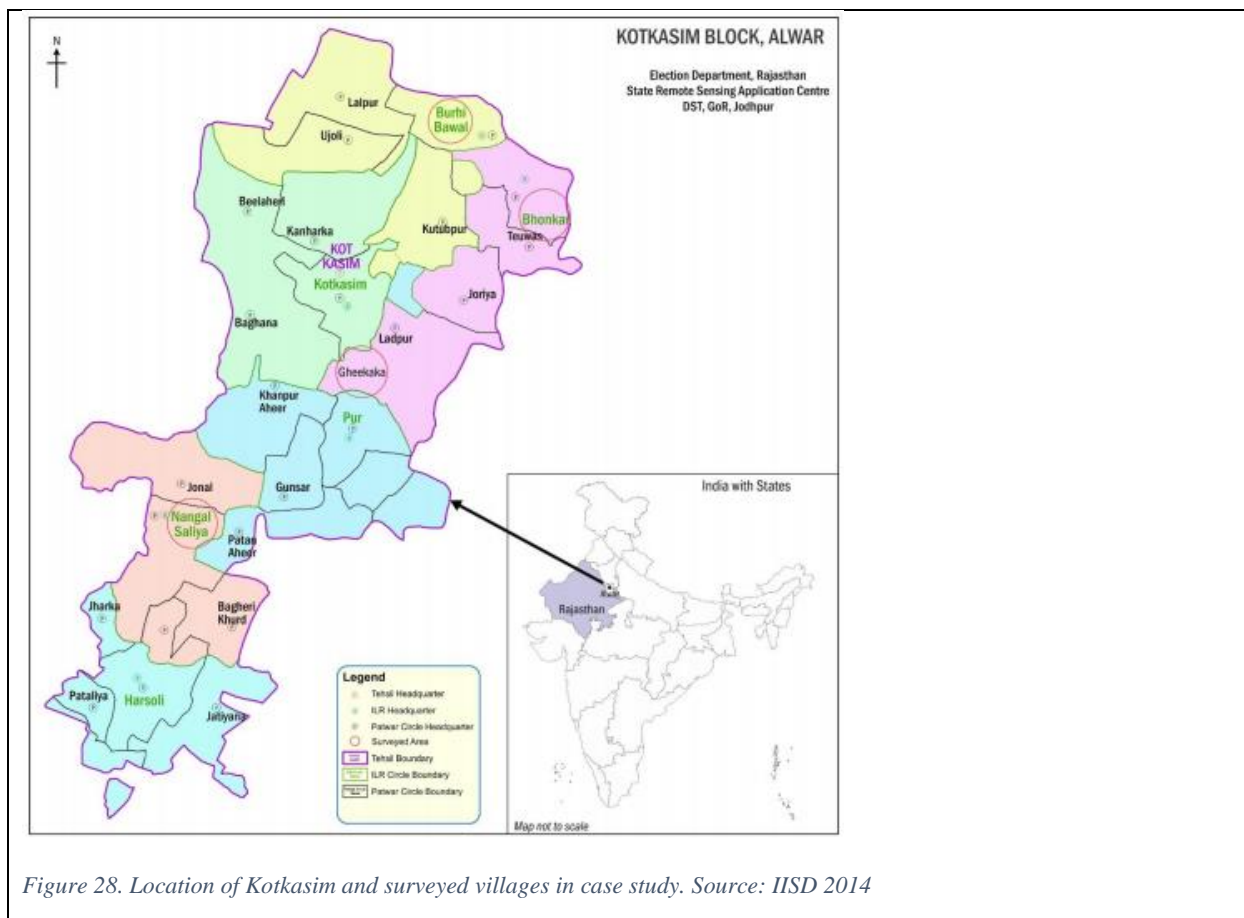 N
KOTKASIM BLOCK, ALWAR
Election Department, Rajasthan
State Remote Sensing Application Centre
DST, GoR, Jodhpur
Lalpur
Burhi
Bawal
Ujoli
Beelaheri
Bhonkar
Kutubpur
Teuwas
Kanharka
KOT
KASIM
Kotkasim
Joriya
Baghana
Ladpur
Gheekaka
Khanpur
Aheer
Pur
Gunsar
Jonal
Nangal
Saliya
Patan
Aheer
Jharka
Bagheri
Khurd
Pataliya
Harsoli
Jatiyana
India with States
Rajasthan
Map not to scale
Legend
Tehsil Headquarter
ILR Headquarter
Patwar Circle Headquarter
Surveyed Area
Tehsil Boundary
ILR Circle Boundary
Patwar Circle Boundary
Figure 28. Location of Kotkasim and surveyed villages in case study. Source: IISD 2014